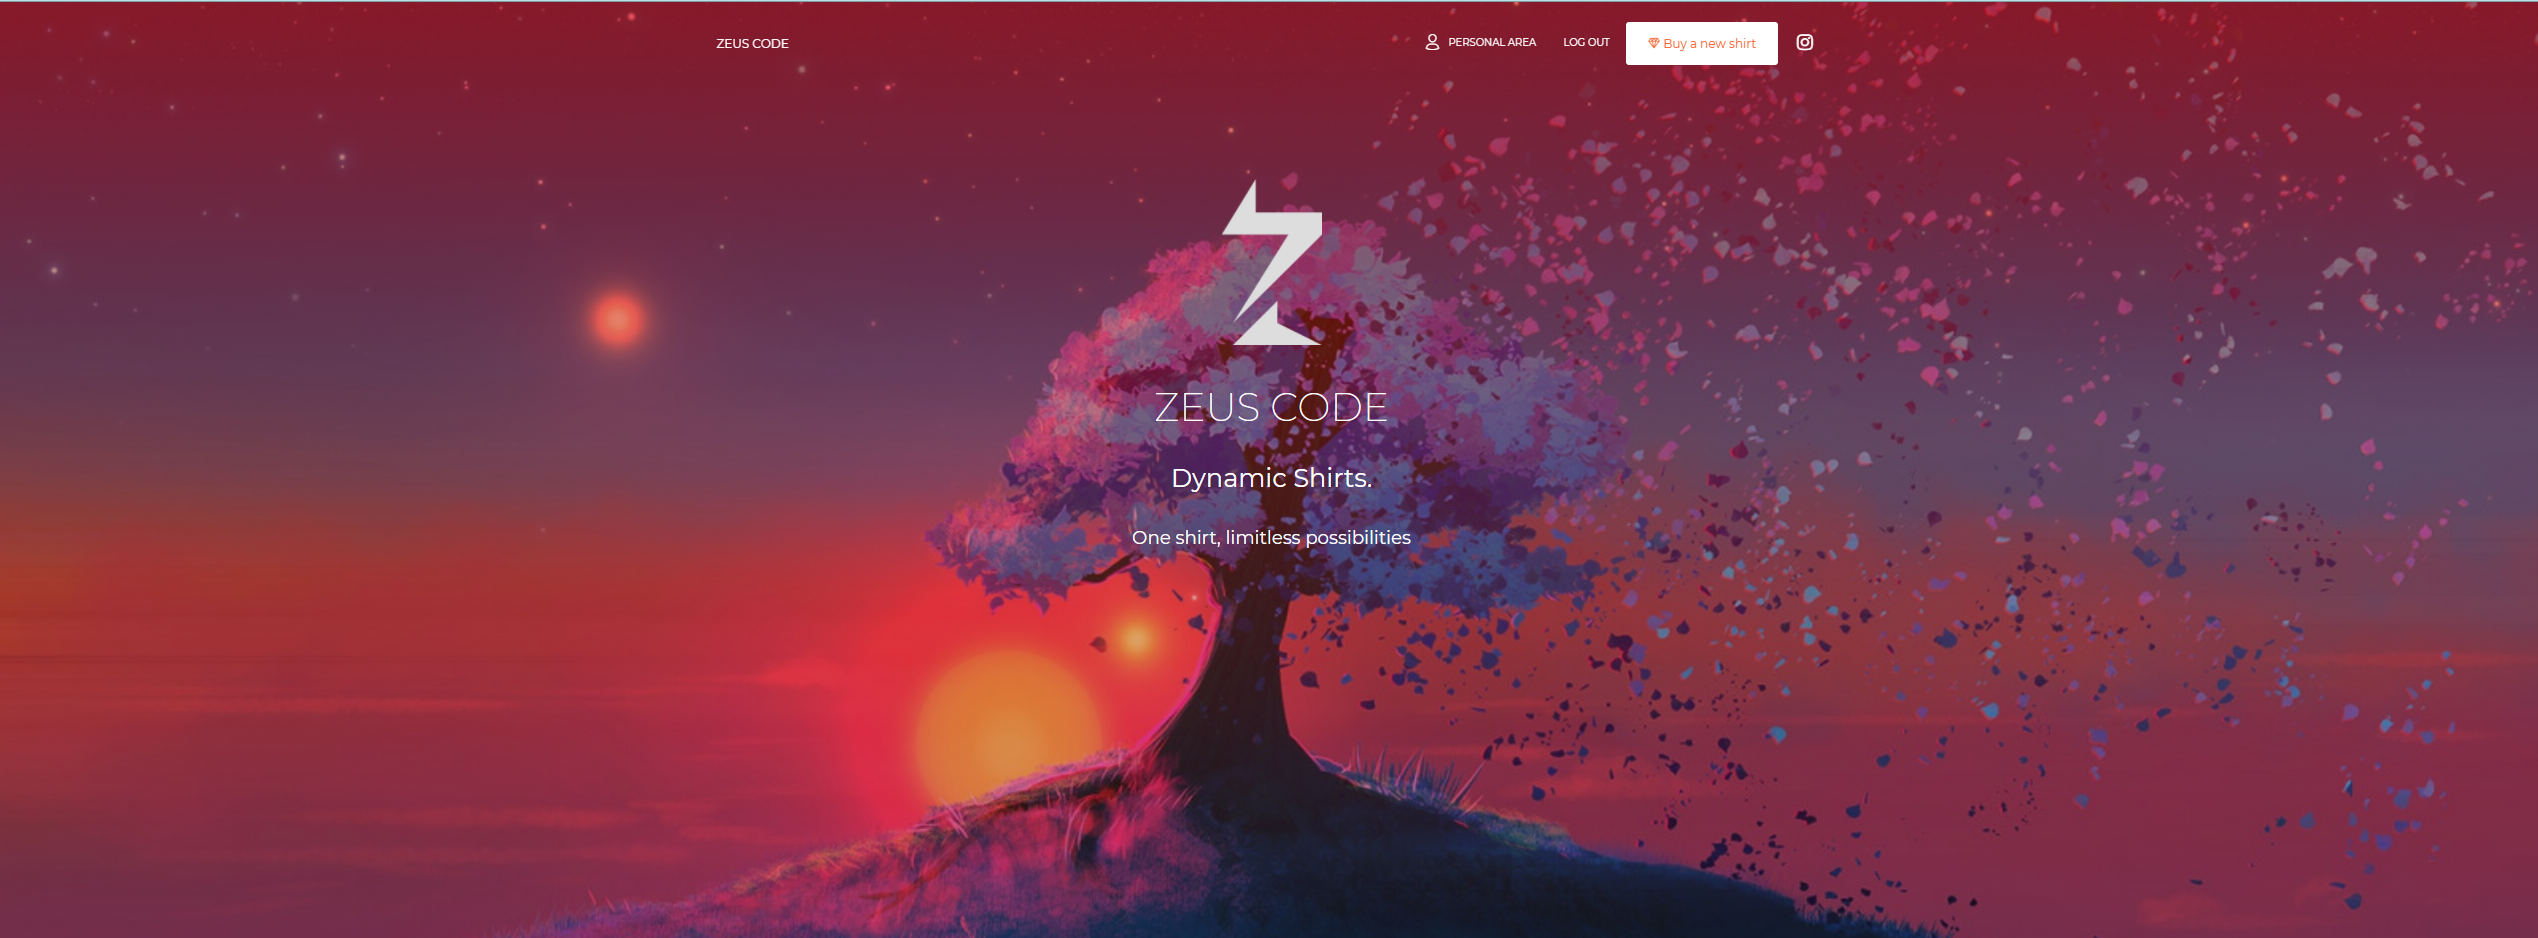 ZEUS CODE
PERSONAL AREA
LOG OUT
Buy a new shirt
ZEUS CODE
Dynamic Shirts.
One shirt, limitless possibilities